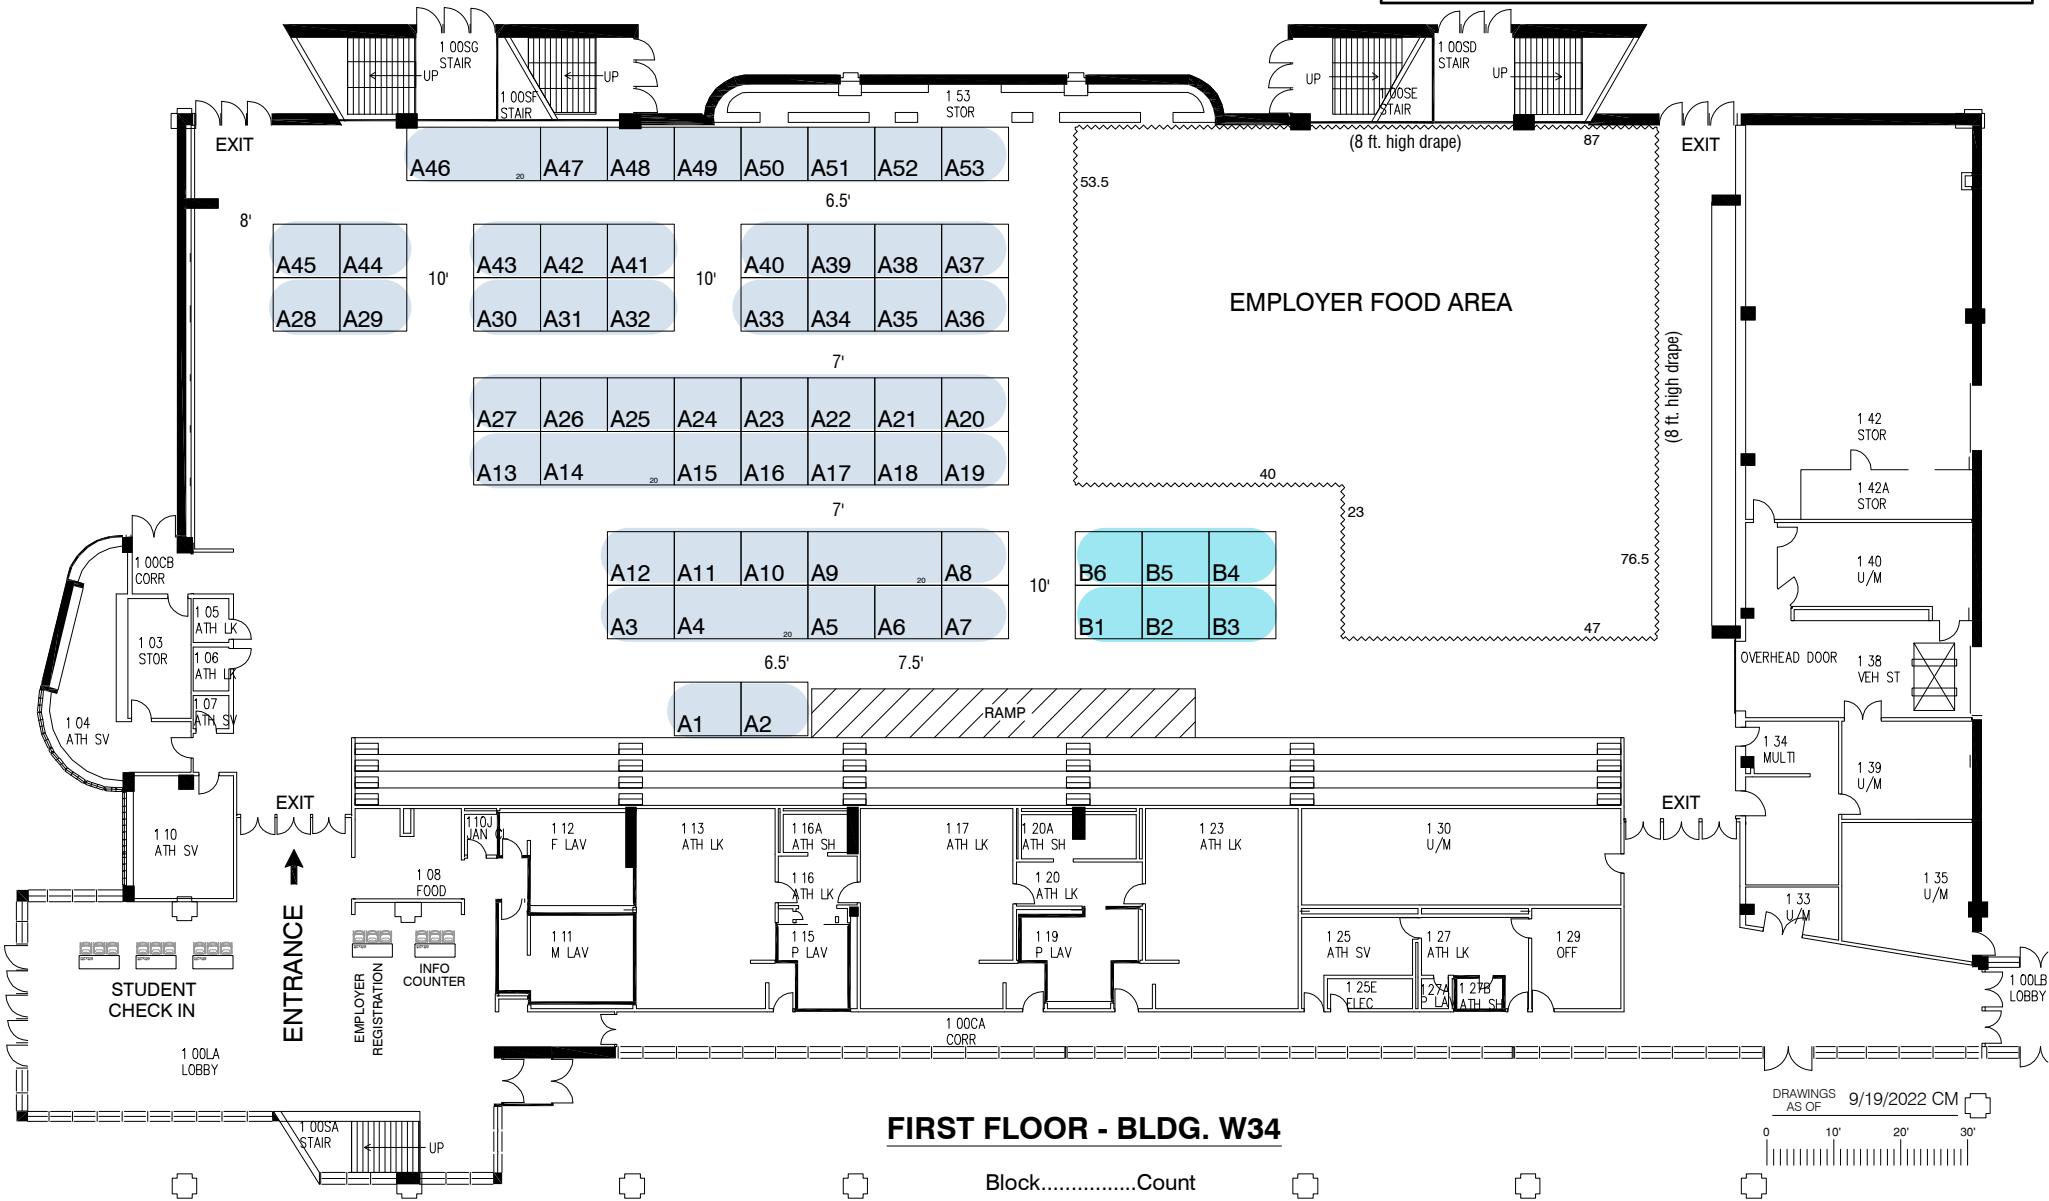 1 00SG
STAIR
UP
UP
1 00SF
STAIR
1 53
STOR
UP
1 00SE
STAIR
1 00SD
STAIR
UP
EXIT
(8 ft. high drape)
87
EXIT
A46 20 A47 A48 A49 A50 A51 A52 A53
53.5
6.5'
8'
A45 A44 10' A43 A42 A41 10' A40 A39 A38 A37
A28 A29 A30 A31 A32 A33 A34 A35 A36
EMPLOYER FOOD AREA
(8 ft. high drape)
7'
A27 A26 A25 A24 A23 A22 A21 A20
A13 A14 20 A15 A16 A17 A18 A19
40
23
7'
1 42
STOR
1 42A
STOR
A12 A11 A10 A9 20 A8
A3 A4 20 A5 A6 A7
10'
B6 B5 B4
B1 B2 B3
76.5
47
1 40
U/M
1 00CB
CORR
1 05
ATH LK
1 03
STOR
1 06
ATH LK
1 07
ATH SV
1 04
ATH SV
6.5' 7.5'
A1 A2
RAMP
OVERHEAD DOOR
1 38
VEH ST
1 34
MULTI
1 39
U/M
EXIT
EXIT
1 10
ATH SV
110J
JAN CL
1 12
F LAV
1 13
ATH LK
1 16A
ATH SH
1 17
ATH LK
1 20A
ATH SH
1 23
ATH LK
1 30
U/M
1 08
FOOD
1 16
ATH LK
1 20
ATH LK
1 35
U/M
1 33
U/M
1 11
M LAV
1 15
P LAV
1 19
P LAV
1 25
ATH SV
1 27
ATH LK
1 29
OFF
1 25E
ELEC
127A
P LAV
1 27B
ATH SH
STUDENT
CHECK IN
ENTRANCE
EMPLOYER
REGISTRATION
INFO
COUNTER
1 00LA
LOBBY
1 00CA
CORR
1 00LB
LOBBY
1 00SA
STAIR
UP
FIRST FLOOR - BLDG. W34
Block................Count
DRAWINGS
AS OF
9/19/2022 CM
0 10' 20' 30'